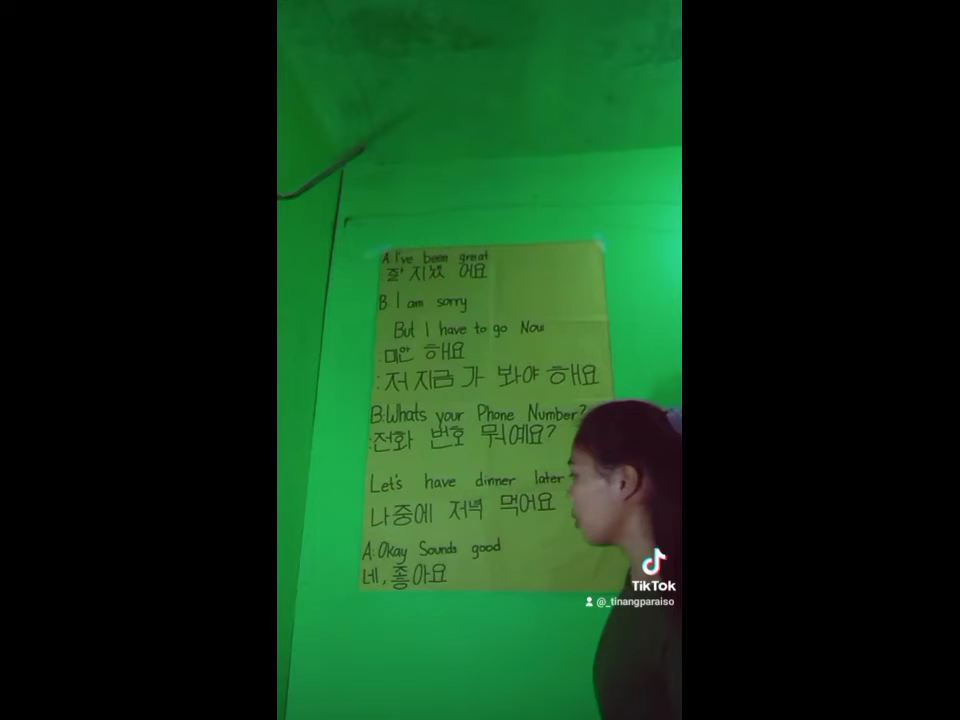 A: I've been great
: 잘 지냈 어요
B I am sorry
But I have to go Now
: 미안 해요
: 저 지금 가 봐야 해요
B: Whats your Phone Number?
: 전화 번호 뭐예요?
Let's have dinner later
나중에 저녁 먹어요
A: Okay Sounds good
네, 좋아요
TikTok
@_tinangparaiso